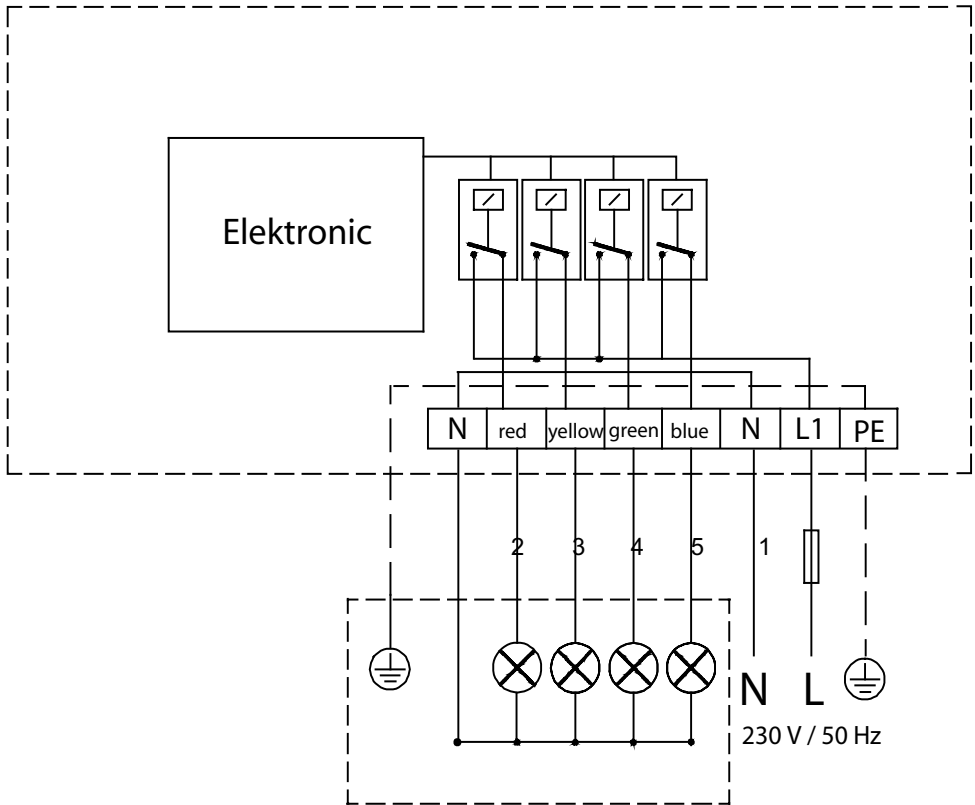 Elektronic
N red yellow green blue N L1 PE
2 3 4 5 1
N L
230 V / 50 Hz